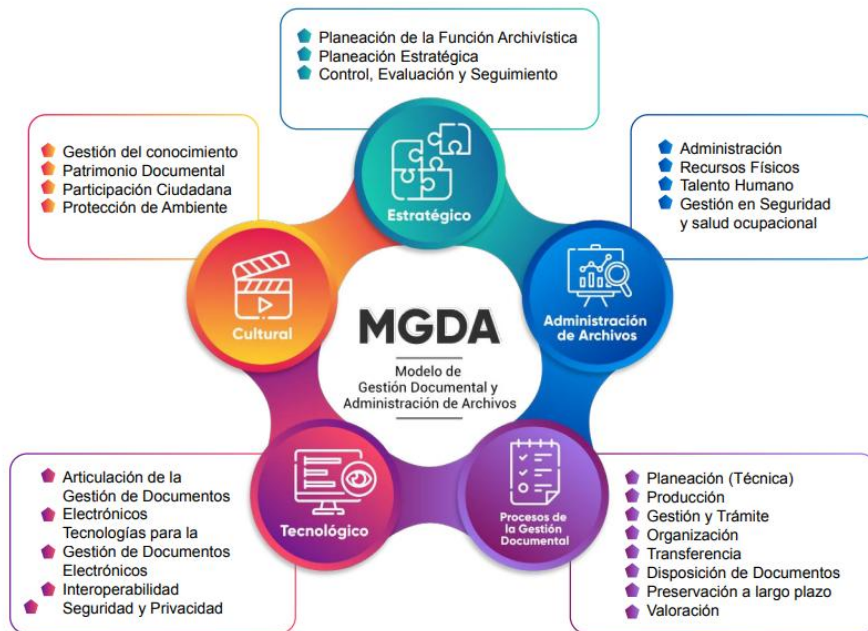 Planeación de la Función Archivística
Planeación Estratégica
Control, Evaluación y Seguimiento
Estratégico
Gestión del conocimiento
Patrimonio Documental
Participación Ciudadana
Protección de Ambiente
Cultural
Administración
Recursos Físicos
Talento Humano
Gestión en Seguridad
y salud ocupacional
Administración
de Archivos
MGDA
Modelo de
Gestión Documental y
Administración de Archivos
Articulación de la
Gestión de Documentos
Electrónicos
Tecnologías para la
Gestión de Documentos
Electrónicos
Interoperabilidad
Seguridad y Privacidad
Tecnológico
Procesos de
la Gestión
Documental
Planeación (Técnica)
Producción
Gestión y Trámite
Organización
Transferencia
Disposición de Documentos
Preservación a largo plazo
Valoración